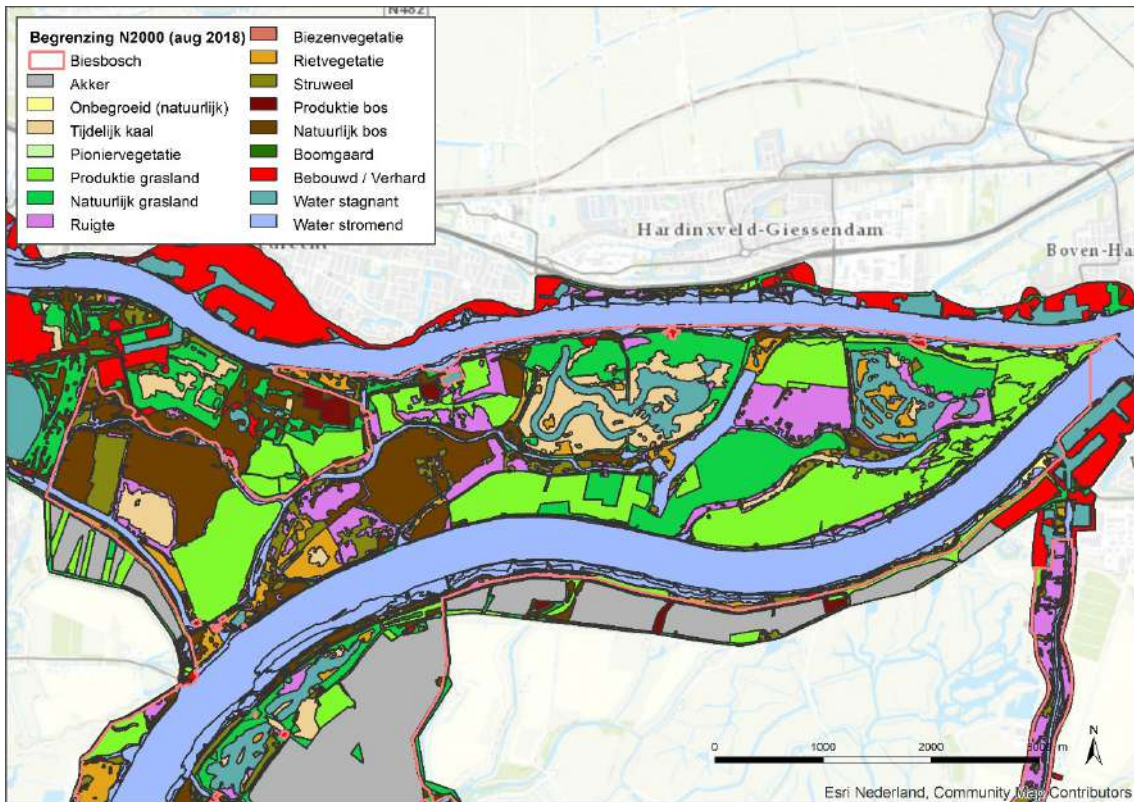 N482
Begrenzing N2000 (aug 2018)
Biesbosch
Akker
Onbegroeid (natuurlijk)
Tijdelijk kaal
Pioniervegetatie
Produktie grasland
Natuurlijk grasland
Ruigte
Biezenvegetatie
Rietvegetatie
Struweel
Produktie bos
Natuurlijk bos
Boomgaard
Bebouwd / Verhard
Water stagnant
Water stromend
Hardinxveld-Giessendam
Boven-Har
0 1000 2000 m
N
Esri Nederland, Community Map Contributors